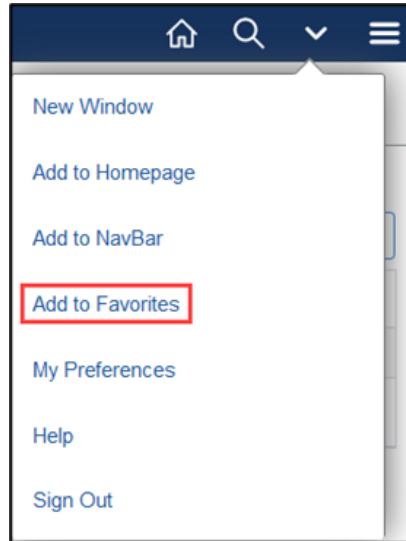 New Window
Add to Homepage
Add to NavBar
Add to Favorites
My Preferences
Help
Sign Out